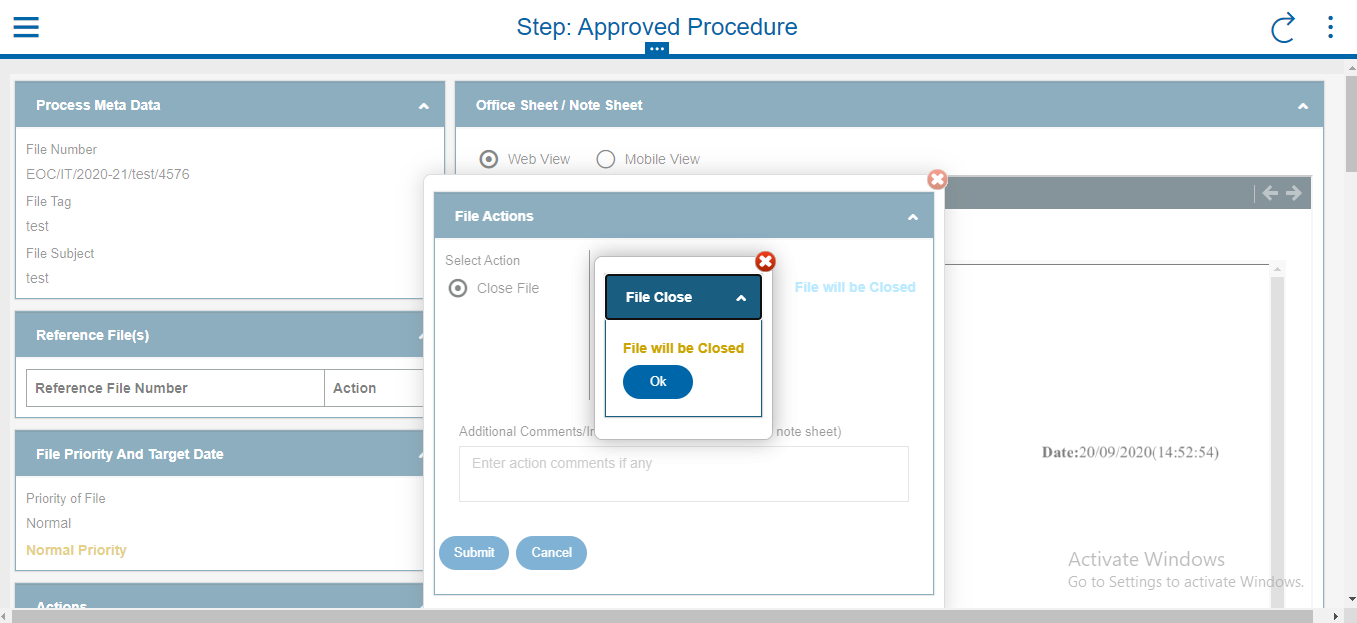 Step: Approved Procedure
Process Meta Data
File Number
EOC/IT/2020-21/test/4576
File Tag
test
File Subject
test
Reference File(s)
Reference File Number
Action
File Priority And Target Date
Priority of File
Normal
Normal Priority
Actions
Office Sheet / Note Sheet
Web View
Mobile View
File Actions
Select Action
Close File
File will be Closed
File Close
File will be Closed
Ok
Additional note sheet)
Enter action comments if any
Submit
Cancel
Date:20/09/2020(14:52:54)
Activate Windows
Go to Settings to activate Windows.